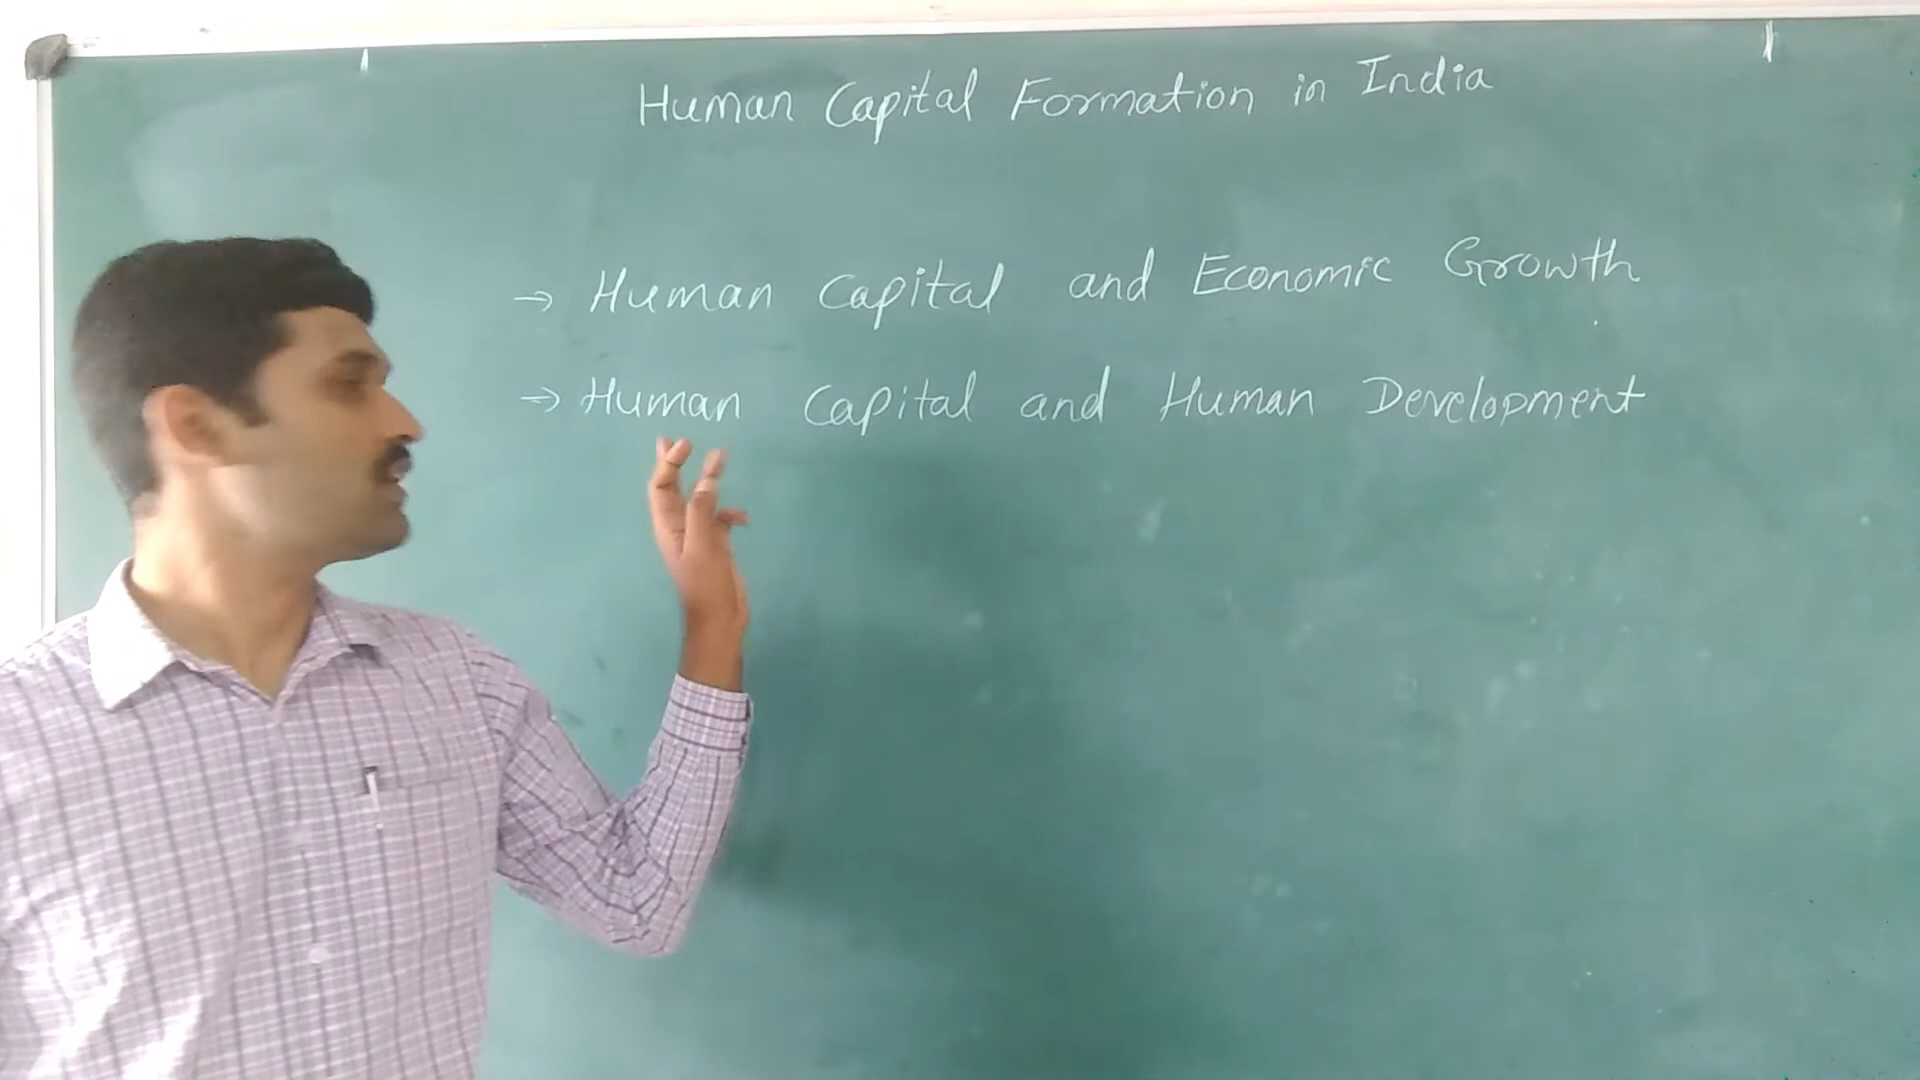 Human Capital Formation in India
→ Human Capital and Economic Growth
→ Human Capital and Human Development